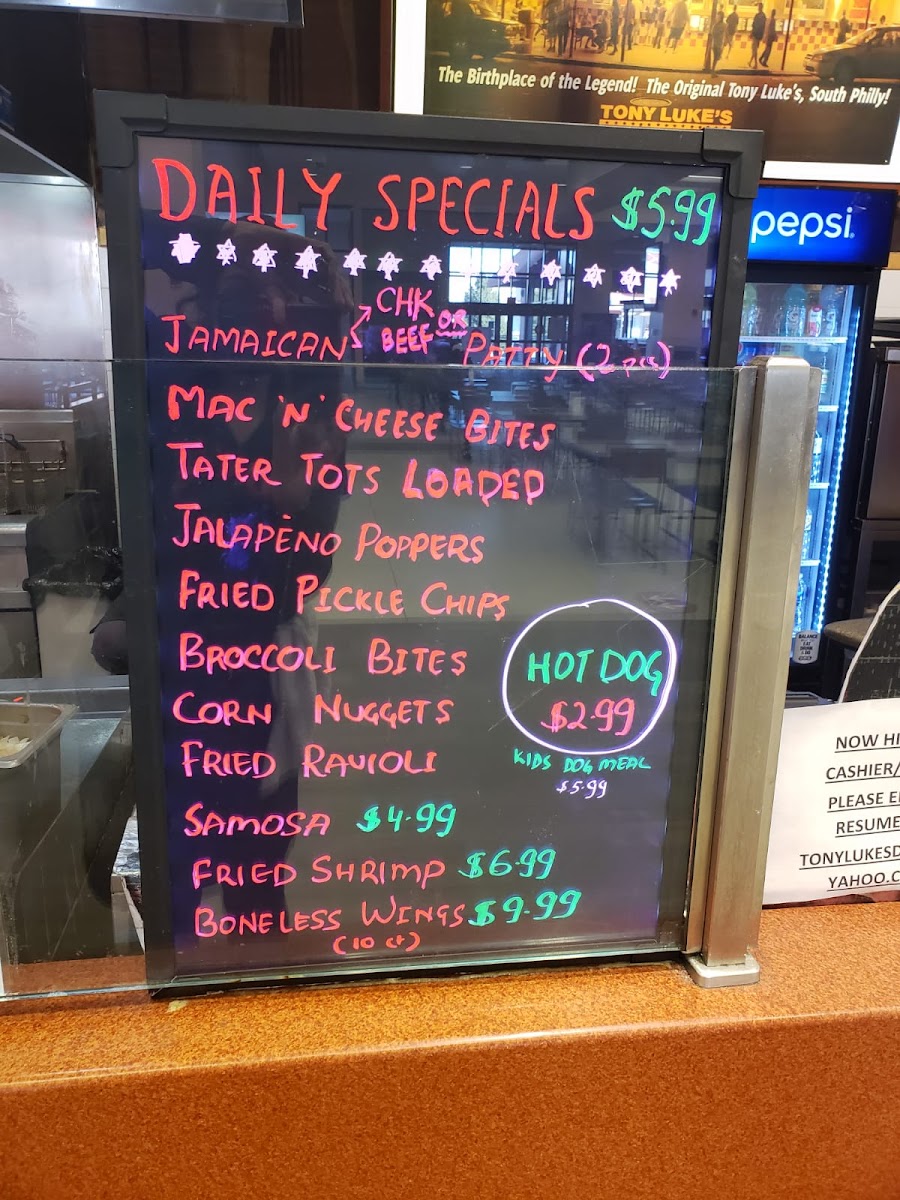 The Birthplace of the Legend! The Original Tony Luke's, South Philly!
TONY LUKE'S
DAILY SPECIALS $5.99
JAMAICAN CHK OR BEEF PATTY (2 pcs)
MAC 'N' CHEESE BITES
TATER TOTS LOADED
JALAPĒNO POPPERS
FRIED PICKLE CHIPS
BROCCOLI BITES
CORN NUGGETS
FRIED RAVIOLI
HOT DOG
$2.99
KIDS DOG MEAL
$5.99
SAMOSA $4.99
FRIED SHRIMP $6.99
BONELESS WINGS $9.99
(10 ct)
pepsi
NOW HI
CASHIER/
PLEASE E
RESUME
TONYLUKESD
YAHOO.C